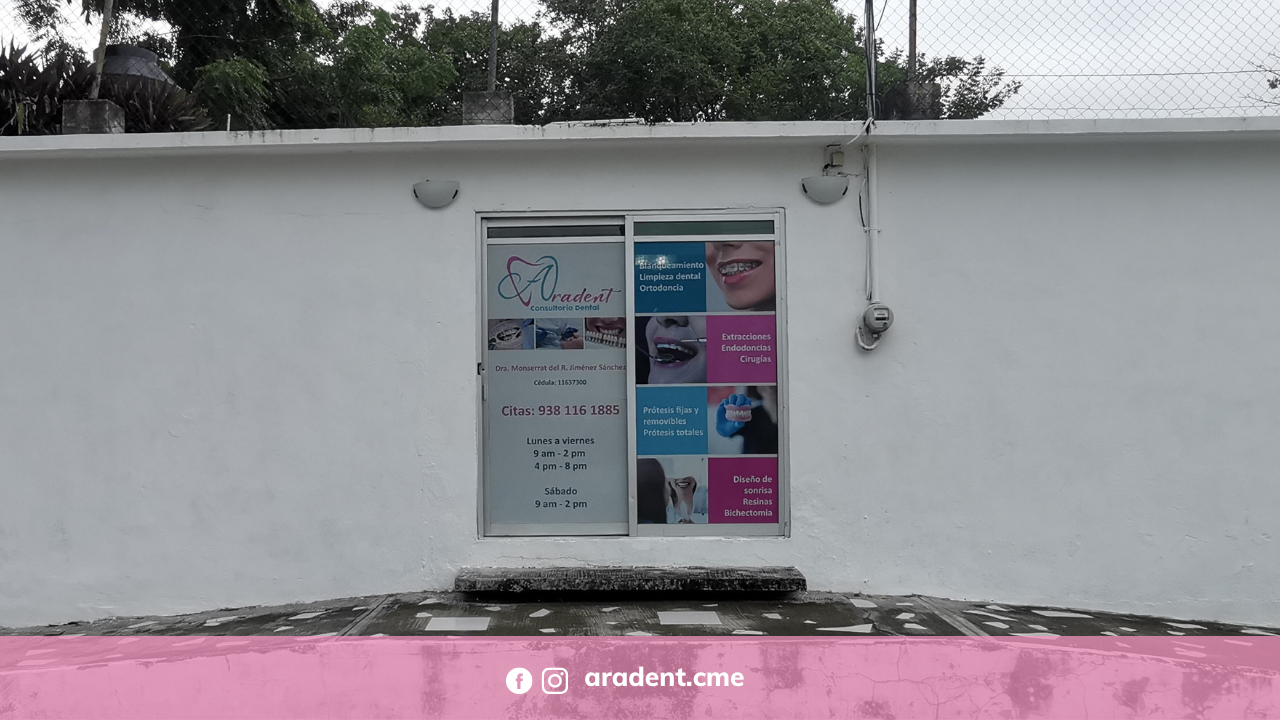 Aradent
Consultorio Dental
Dra. Monserrat del R. Jiménez Sánchez
Cédula: 11637300
Citas: 938 116 1885
Lunes a viernes
9 am - 2 pm
4 pm - 8 pm
Sábado
9 am - 2 pm
Blanqueamiento
Limpieza dental
Ortodoncia
Extracciones
Endodoncias
Cirugías
Prótesis fijas y
removibles
Prótesis totales
Diseño de
sonrisa
Resinas
Bichectomia
aradent.cme